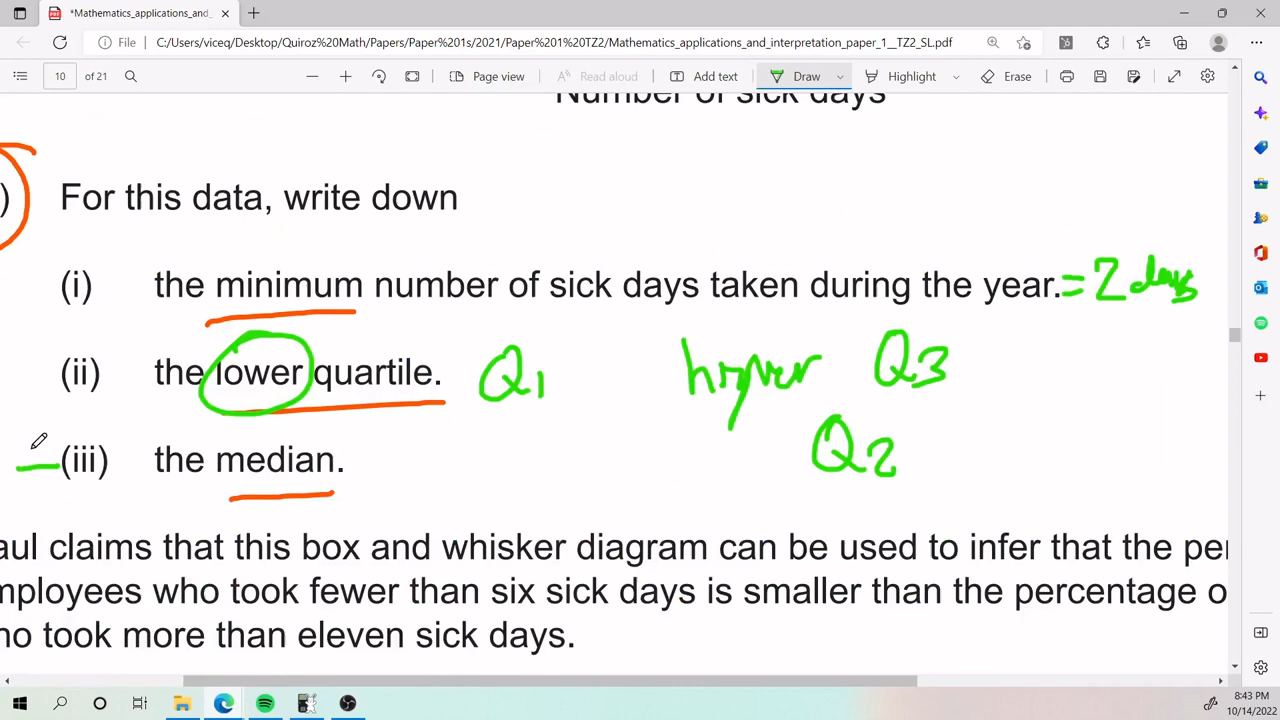 *Mathematics_applications_and_
File C:/Users/viceq/Desktop/Quiroz%20Math/Papers/Paper%201s/2021/Paper%201%20TZ2/Mathematics_applications_and_interpretation_paper_1__TZ2_SL.pdf
10 of 21 Page view Read aloud Add text Draw Highlight Erase
Number of sick days
) For this data, write down
(i) the minimum number of sick days taken during the year. = 2 days
(ii) the lower quartile. Q1 higher Q3
Q2
(iii) the median.
aul claims that this box and whisker diagram can be used to infer that the per
mployees who took fewer than six sick days is smaller than the percentage o
ho took more than eleven sick days.
8:43 PM
10/14/2022